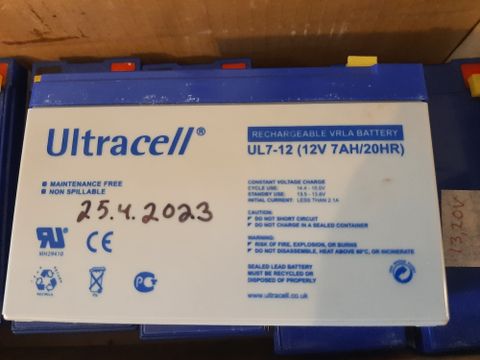 Ultracell®
RECHARGEABLE VRLA BATTERY
UL7-12 (12V 7AH/20HR)
MAINTENANCE FREE
NON SPILLABLE
25.4.2023
CONSTANT VOLTAGE CHARGE
CYCLE USE: 14.4 - 15.0V
STANDBY USE: 13.5 - 13.8V
INITIAL CURRENT: LESS THAN 2.1A
CAUTION:
DO NOT SHORT CIRCUIT
DO NOT CHARGE IN A SEALED CONTAINER
WARNING:
RISK OF FIRE, EXPLOSION, OR BURNS
DO NOT DISASSEMBLE, HEAT ABOVE 60°C, OR INCINERATE
SEALED LEAD BATTERY
MUST BE RECYCLED OR
DISPOSED OF PROPERLY
www.ultracell.co.uk
MH29410
CE
RECYCLE
Pb
13,20V